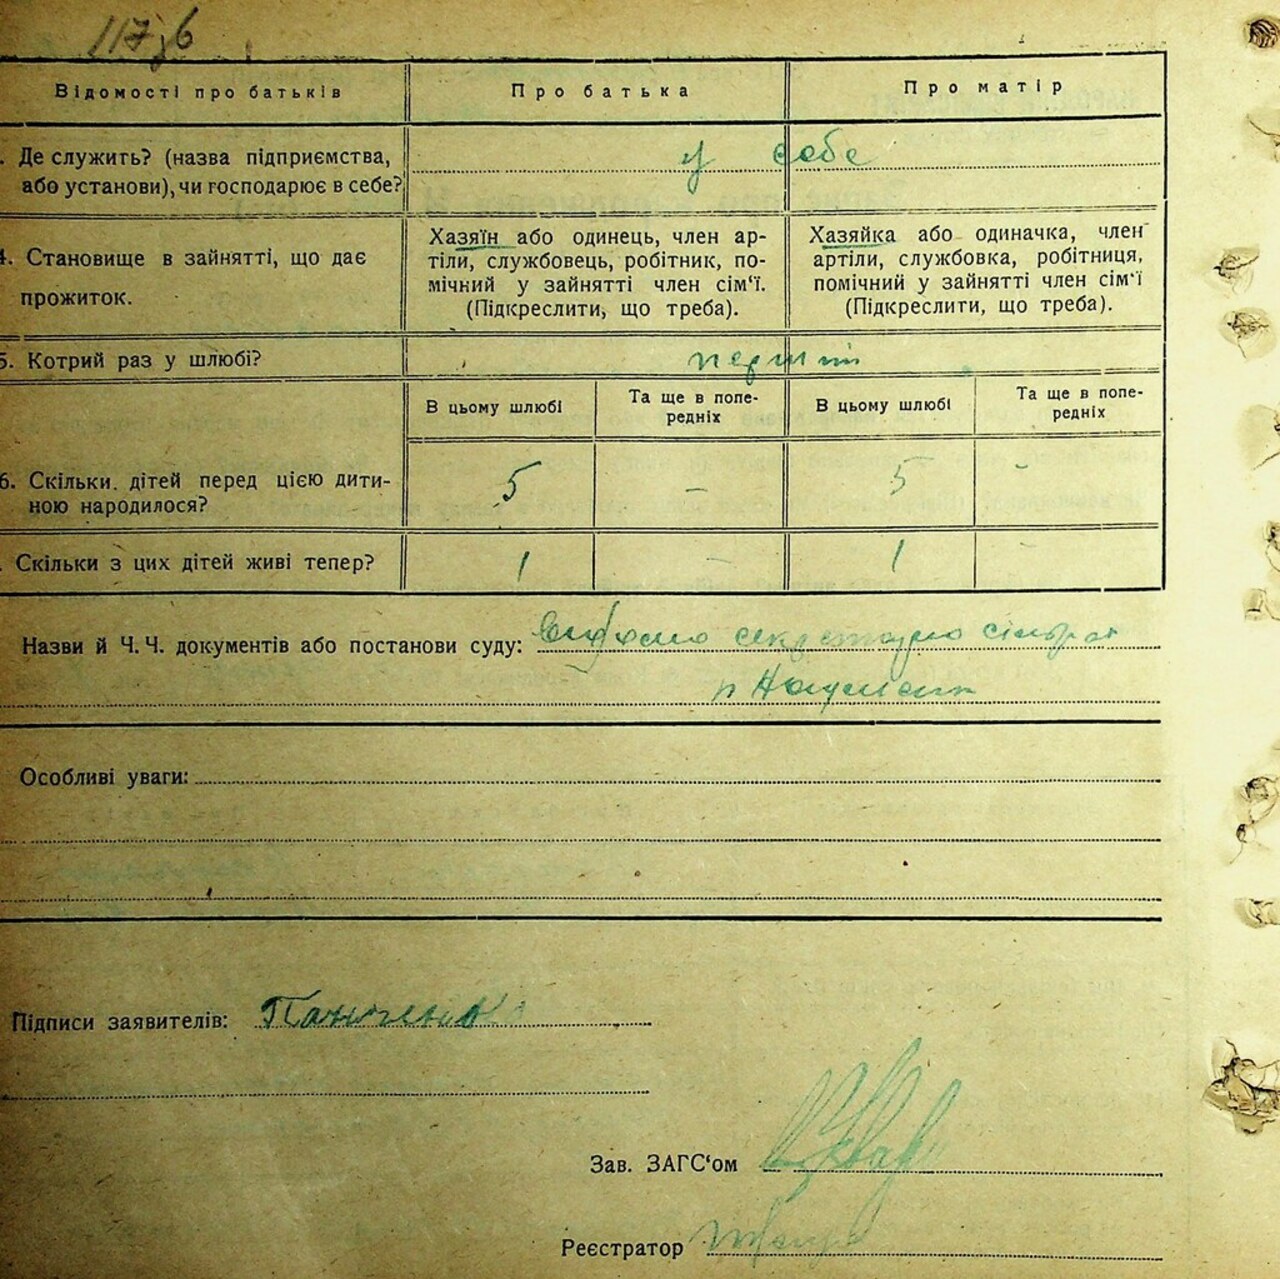 117 зб
Відомості про батьків
Про батька
Про матір
. Де служить? (назва підприємства,
або установи), чи господарює в себе?
у себе
4. Становище в зайнятті, що дає
прожиток.
Хазяїн або одинець, член ар-
тіли, службовець, робітник, по-
мічний у зайнятті член сім‘ї.
(Підкреслити, що треба).
Хазяйка або одиначка, член
артіли, службовка, робітниця,
помічний у зайнятті член сім‘ї
(Підкреслити, що треба).
5. Котрий раз у шлюбі?
перший
В цьому шлюбі
Та ще в попе-
редніх
В цьому шлюбі
Та ще в попе-
редніх
6. Скільки. дітей перед цією дити-
ною народилося?
5
–
5
-
. Скільки з цих дітей живі тепер?
1
–
1
–
Назви й Ч. Ч. документів або постанови суду: секретарю сільради
Особливі уваги:
Підписи заявителів: Панченко
Зав. ЗАГС‘ом
Реєстратор